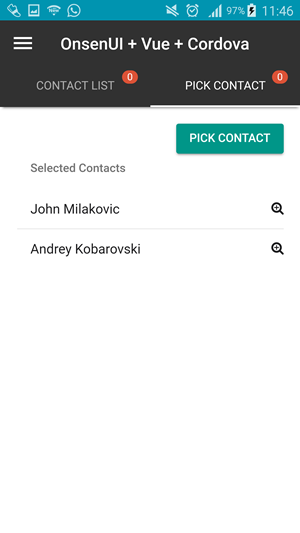 97% 11:46
OnsenUI + Vue + Cordova
CONTACT LIST 0 PICK CONTACT 0
PICK CONTACT
Selected Contacts
John Milakovic
Andrey Kobarovski